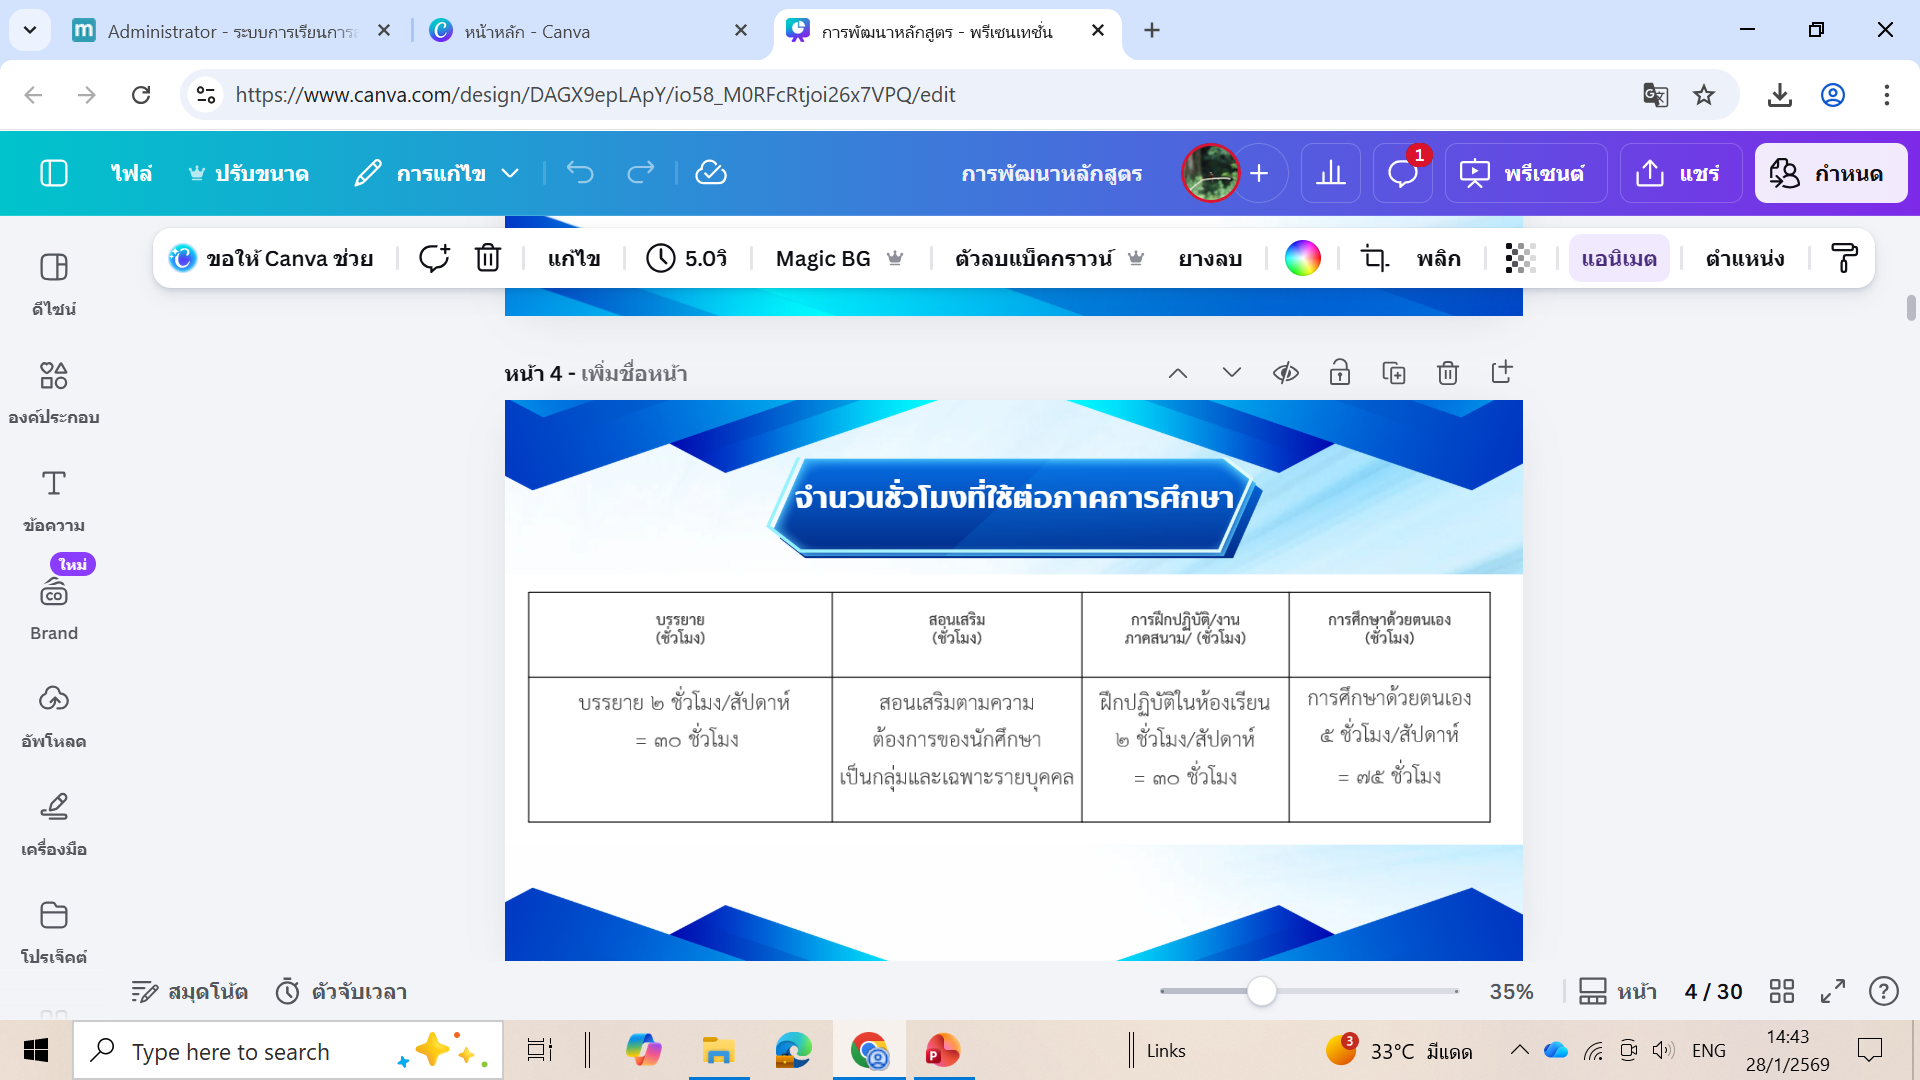 Administrator - ระบบการเรียนการส
หน้าหลัก - Canva
การพัฒนาหลักสูตร - พรีเซนเทชั่น
https://www.canva.com/design/DAGX9epLApY/io58_M0RFcRtjoi26x7VPQ/edit
ไฟล์
ปรับขนาด
การแก้ไข
การพัฒนาหลักสูตร
1
พรีเซนต์
แชร์
กำหนด
ขอให้ Canva ช่วย
แก้ไข
5.0วิ
Magic BG
ตัวลบแบ็คกราวน์
ยางลบ
พลิก
แอนิเมต
ตำแหน่ง
ดีไซน์
องค์ประกอบ
ข้อความ
ใหม่
Brand
อัพโหลด
เครื่องมือ
โปรเจ็คต์
หน้า 4 - เพิ่มชื่อหน้า
จำนวนชั่วโมงที่ใช้ต่อภาคการศึกษา
บรรยาย
(ชั่วโมง)
สอนเสริม
(ชั่วโมง)
การฝึกปฏิบัติ/งาน
ภาคสนาม/ (ชั่วโมง)
การศึกษาด้วยตนเอง
(ชั่วโมง)
บรรยาย ๒ ชั่วโมง/สัปดาห์
= ๓๐ ชั่วโมง
สอนเสริมตามความ
ต้องการของนักศึกษา
เป็นกลุ่มและเฉพาะรายบุคคล
ฝึกปฏิบัติในห้องเรียน
๒ ชั่วโมง/สัปดาห์
= ๓๐ ชั่วโมง
การศึกษาด้วยตนเอง
๕ ชั่วโมง/สัปดาห์
= ๗๕ ชั่วโมง
สมุดโน้ต
ตัวจับเวลา
35%
หน้า
4 / 30
Type here to search
Links
3
33°C มีแดด
ENG
14:43
28/1/2569